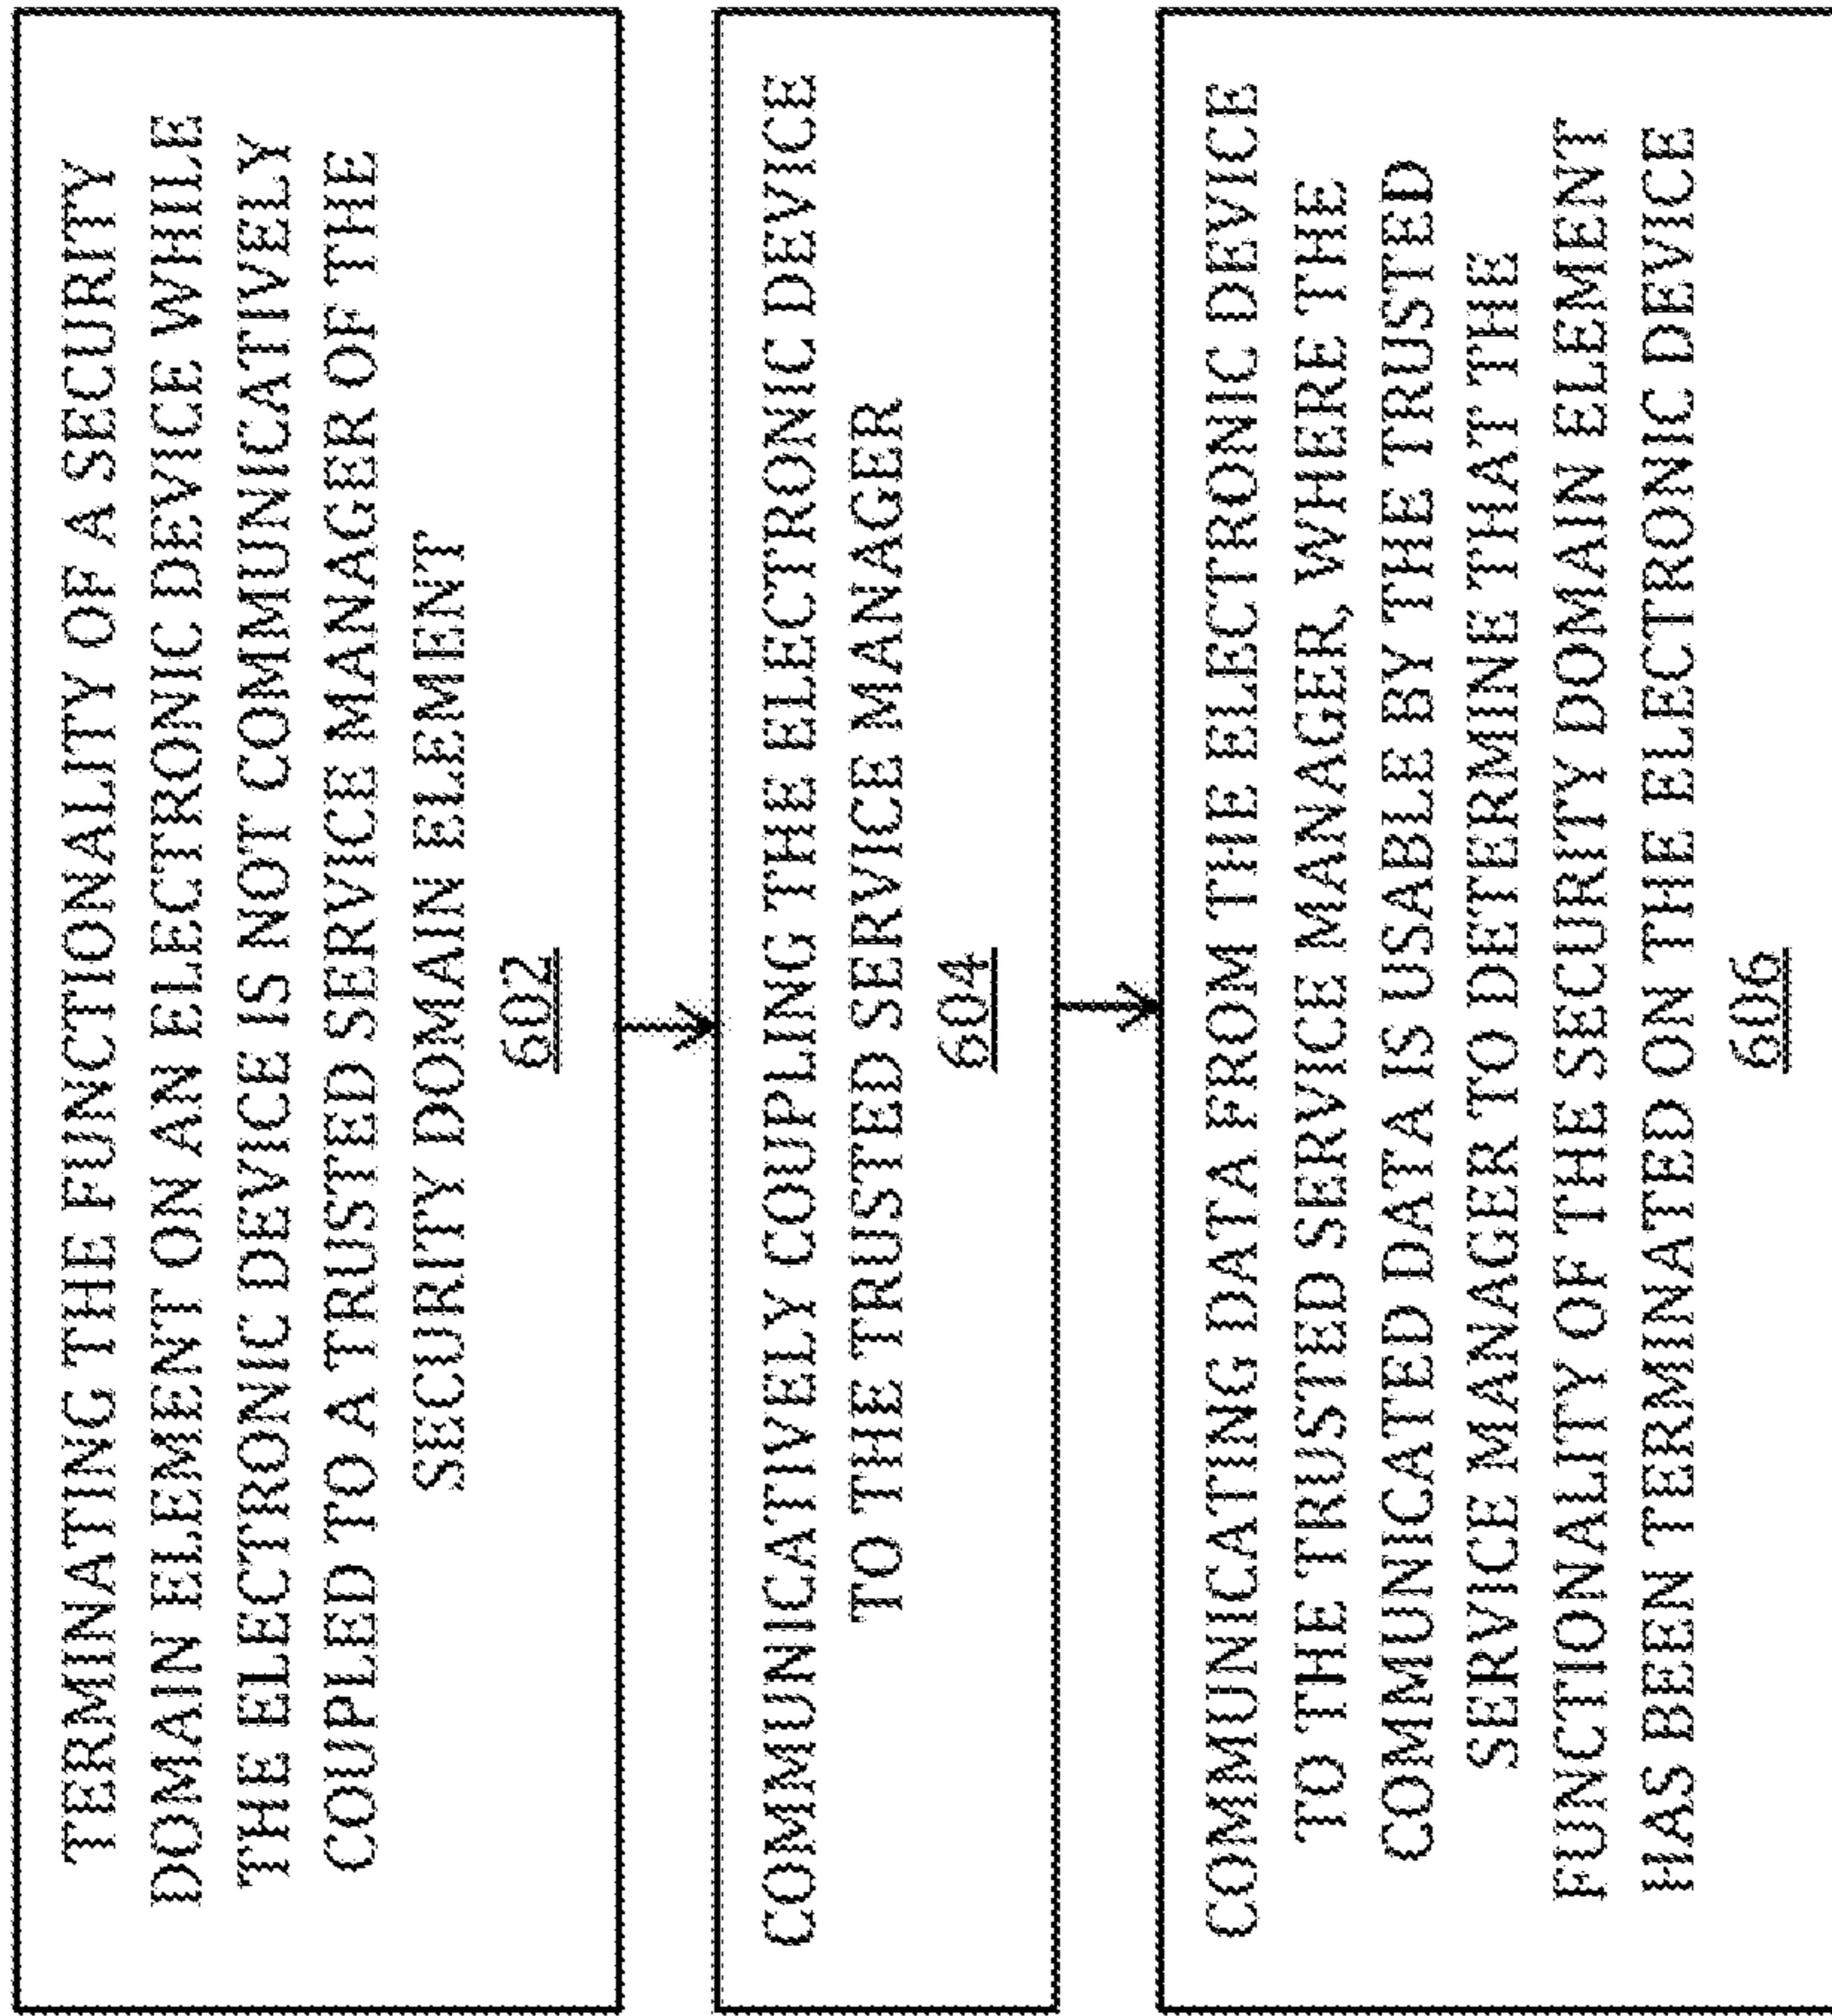 TERMINATING THE FUNCTIONALITY OF A SECURITY
DOMAIN ELEMENT ON AN ELECTRONIC DEVICE WHILE
THE ELECTRONIC DEVICE IS NOT COMMUNICATIVELY
COUPLED TO A TRUSTED SERVICE MANAGER OF THE
SECURITY DOMAIN ELEMENT
602
COMMUNICATIVELY COUPLING THE ELECTRONIC DEVICE
TO THE TRUSTED SERVICE MANAGER
604
COMMUNICATING DATA FROM THE ELECTRONIC DEVICE
TO THE TRUSTED SERVICE MANAGER, WHERE THE
COMMUNICATED DATA IS USABLE BY THE TRUSTED
SERVICE MANAGER TO DETERMINE THAT THE
FUNCTIONALITY OF THE SECURITY DOMAIN ELEMENT
HAS BEEN TERMINATED ON THE ELECTRONIC DEVICE
606